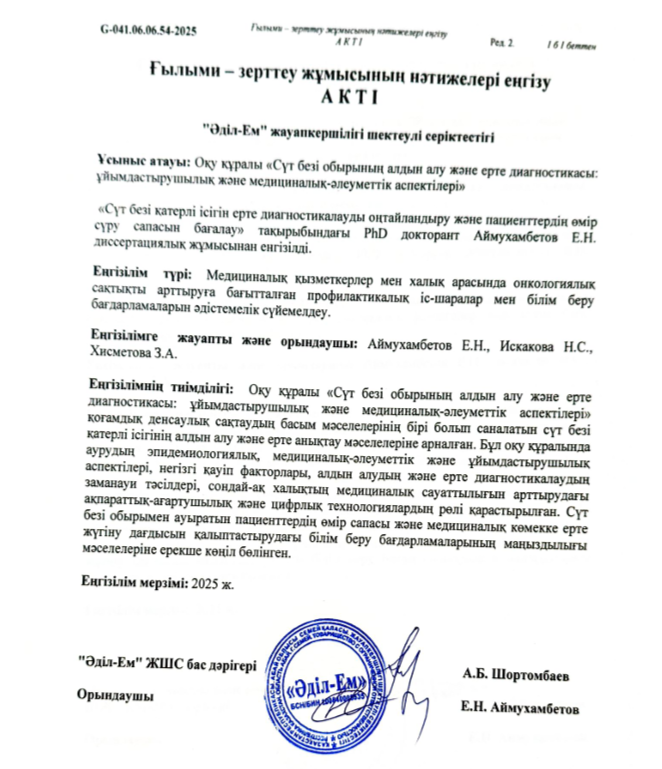 G-041.06.06.54-2025
Ғылыми – зерттеу жұмысының нәтижелері еңгізу
А К Т І
Ред. 2.
1 б 1 беттен
Ғылыми – зерттеу жұмысының нәтижелері еңгізу
А К Т І
"Әділ-Ем" жауапкершілігі шектеулі серіктестігі
Ұсыныс атауы: Оқу құралы «Сүт безі обырының алдын алу және ерте диагностикасы:
ұйымдастырушылық және медициналық-әлеуметтік аспектілері»
«Сүт безі қатерлі ісігін ерте диагностикалауды оңтайландыру және пациенттердің өмір
сүру сапасын бағалау» тақырыбындағы PhD докторант Аймухамбетов Е.Н.
диссертациялық жұмысынан енгізілді.
Еңгізілім түрі: Медициналық қызметкерлер мен халық арасында онкологиялық
сақтықты арттыруға бағытталған профилактикалық іс-шаралар мен білім беру
бағдарламаларын әдістемелік сүйемелдеу.
Еңгізілімге жауапты және орындаушы: Аймухамбетов Е.Н., Искакова Н.С.,
Хисметова З.А.
Еңгізілімнің тиімділігі: Оқу құралы «Сүт безі обырының алдын алу және ерте
диагностикасы: ұйымдастырушылық және медициналық-әлеуметтік аспектілері»
қоғамдық денсаулық сақтаудың басым мәселелерінің бірі болып саналатын сүт безі
қатерлі ісігінің алдын алу және ерте анықтау мәселелеріне арналған. Бұл оқу құралында
аурудың эпидемиологиялық, медициналық-әлеуметтік және ұйымдастырушылық
аспектілері, негізгі қауіп факторлары, алдын алудың және ерте диагностикалаудың
заманауи тәсілдері, сондай-ақ халықтың медициналық сауаттылығын арттырудағы
ақпараттық-ағартушылық және цифрлық технологиялардың рөлі қарастырылған. Сүт
безі обырымен ауыратын пациенттердің өмір сапасы және медициналық көмекке ерте
жүгіну дағдысын қалыптастырудағы білім беру бағдарламаларының маңыздылығы
мәселелеріне ерекше көңіл бөлінген.
Еңгізілім мерзімі: 2025 ж.
"Әділ-Ем" ЖШС бас дәрігері
А.Б. Шортомбаев
Орындаушы
Е.Н. Аймухамбетов
«Әділ-Ем»
БСН/БИН